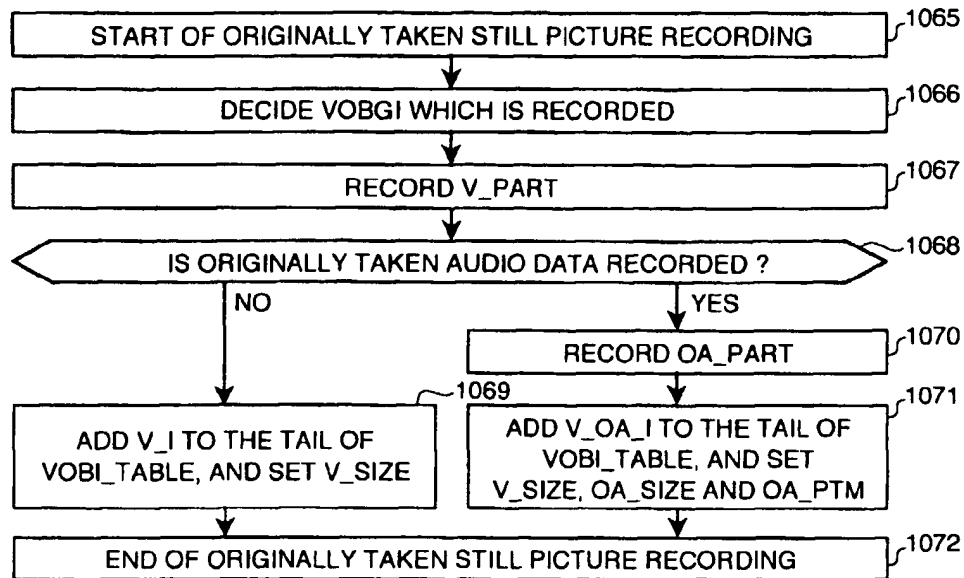 START OF ORIGINALLY TAKEN STILL PICTURE RECORDING
1065
DECIDE VOBGI WHICH IS RECORDED
1066
RECORD V_PART
1067
IS ORIGINALLY TAKEN AUDIO DATA RECORDED ?
1068
NO
YES
RECORD OA_PART
1070
1069
1071
ADD V_I TO THE TAIL OF
VOBI_TABLE, AND SET V_SIZE
ADD V_OA_I TO THE TAIL OF
VOBI_TABLE, AND SET
V_SIZE, OA_SIZE AND OA_PTM
END OF ORIGINALLY TAKEN STILL PICTURE RECORDING
1072